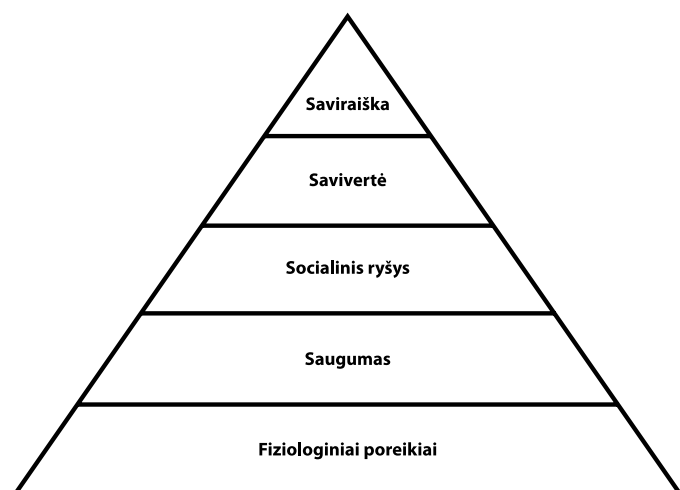 Saviraiška
Savivertė
Socialinis ryšys
Saugumas
Fiziologiniai poreikiai